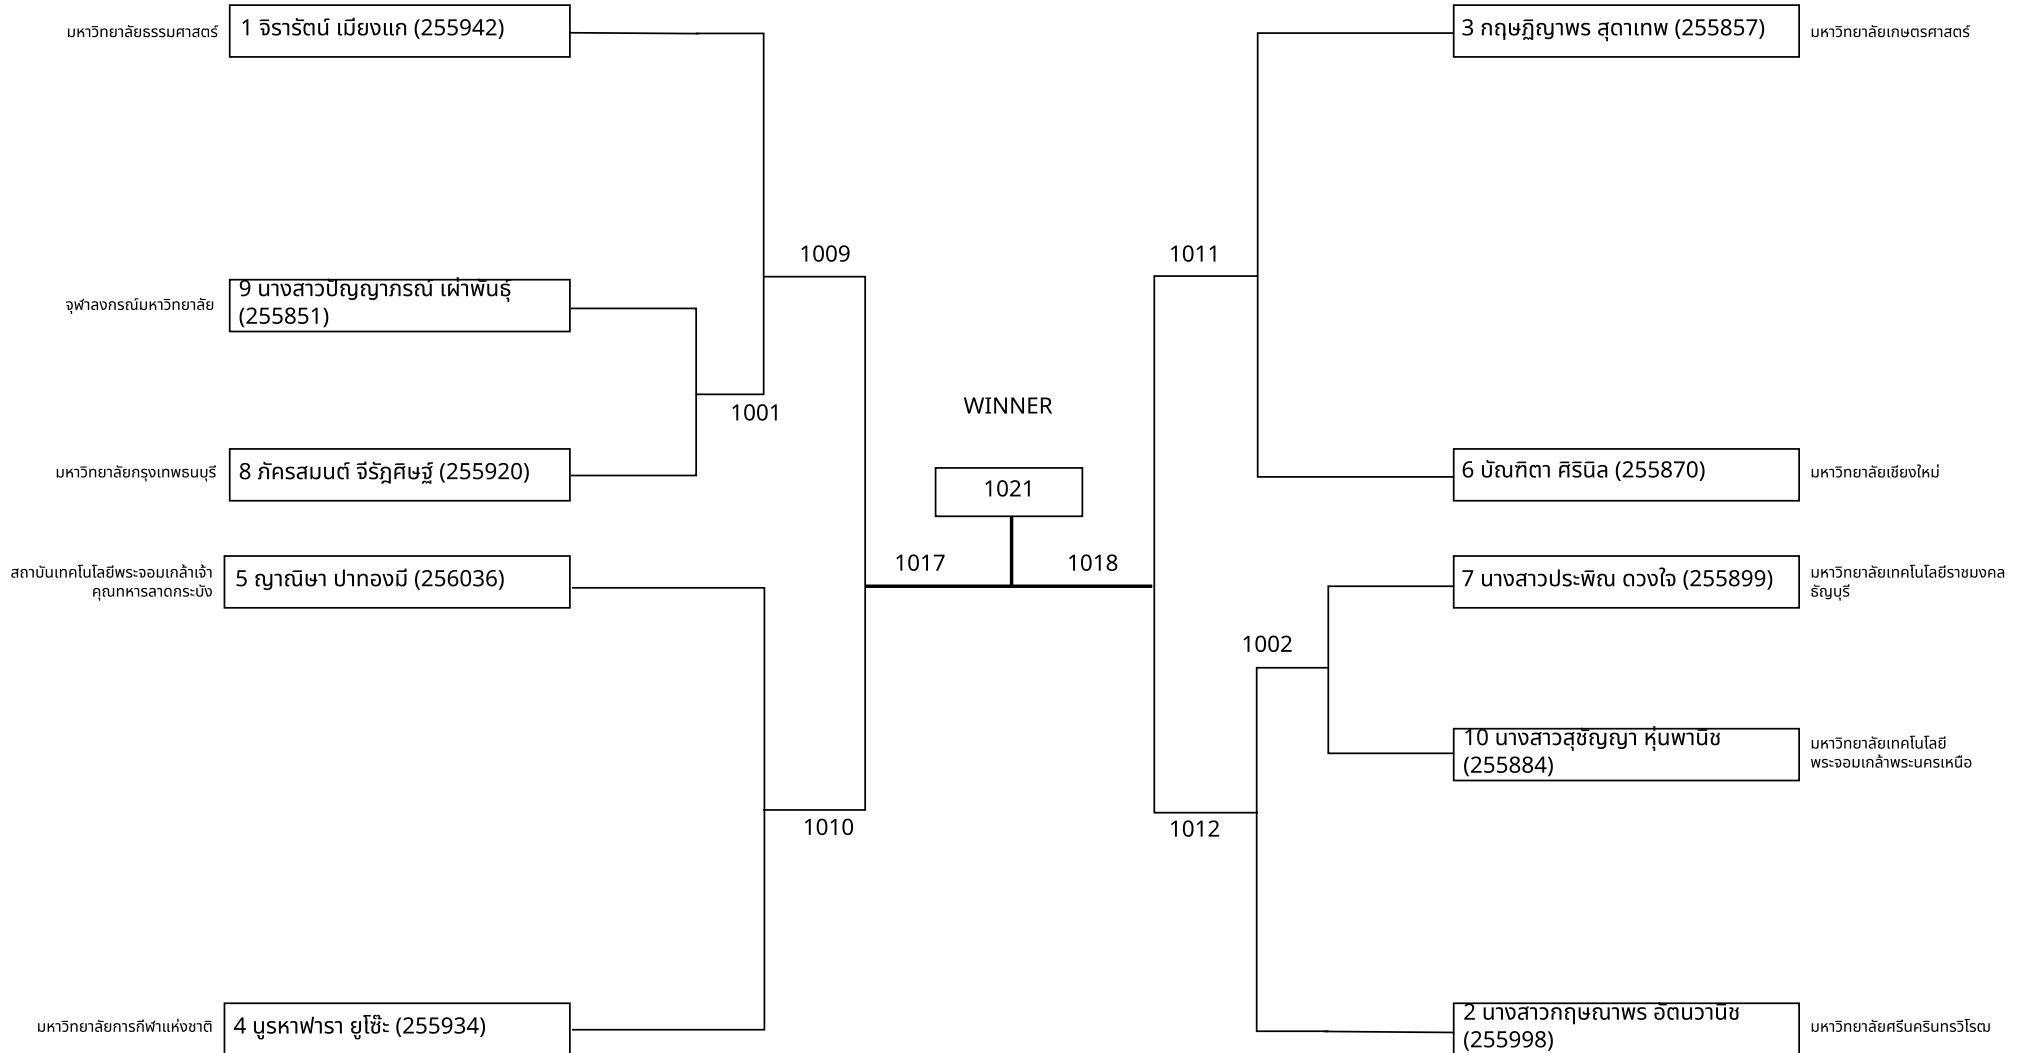 มหาวิทยาลัยธรรมศาสตร์
1 จิรารัตน์ เมียงแก (255942)
3 กฤษฏิญาพร สุดาเทพ (255857)
มหาวิทยาลัยเกษตรศาสตร์
1009
1011
จุฬาลงกรณ์มหาวิทยาลัย
9 นางสาวปัญญาภรณ์ เผ่าพันธุ์
(255851)
1001
WINNER
มหาวิทยาลัยกรุงเทพธนบุรี
8 ภัครสมนต์ จีรัฎศิษฐ์ (255920)
1021
6 บัณฑิตา ศิรินิล (255870)
มหาวิทยาลัยเชียงใหม่
สถาบันเทคโนโลยีพระจอมเกล้าเจ้า
คุณทหารลาดกระบัง
5 ญาณิษา ปาทองมี (256036)
1017
1018
7 นางสาวประพิณ ดวงใจ (255899)
มหาวิทยาลัยเทคโนโลยีราชมงคล
ธัญบุรี
1002
10 นางสาวสุชัญญา หุ่นพานิช
(255884)
มหาวิทยาลัยเทคโนโลยี
พระจอมเกล้าพระนครเหนือ
1010
1012
มหาวิทยาลัยการกีฬาแห่งชาติ
4 นูรหาฟารา ยูโซ๊ะ (255934)
2 นางสาวกฤษณาพร อัตนวานิช
(255998)
มหาวิทยาลัยศรีนครินทรวิโรฒ